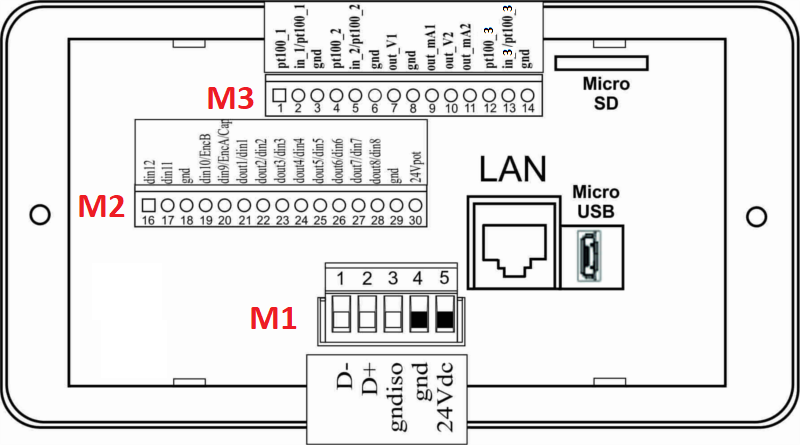 pt100_1
in_1/pt100_1
gnd
pt100_2
in_2/pt100_2
gnd
out_V1
gnd
out_mA1
out_V2
out_mA2
pt100_3
in_3/pt100_3
gnd
M3
1 2 3 4 5 6 7 8 9 10 11 12 13 14
Micro
SD
din12
din11
gnd
din10/EncB
din9/EncA/Cap
dout1/din1
dout2/din2
dout3/din3
dout4/din4
dout5/din5
dout6/din6
dout7/din7
dout8/din8
gnd
24Vpot
M2
16 17 18 19 20 21 22 23 24 25 26 27 28 29 30
LAN
Micro
USB
M1
1 2 3 4 5
D-
D+
gndiso
gnd
24Vdc